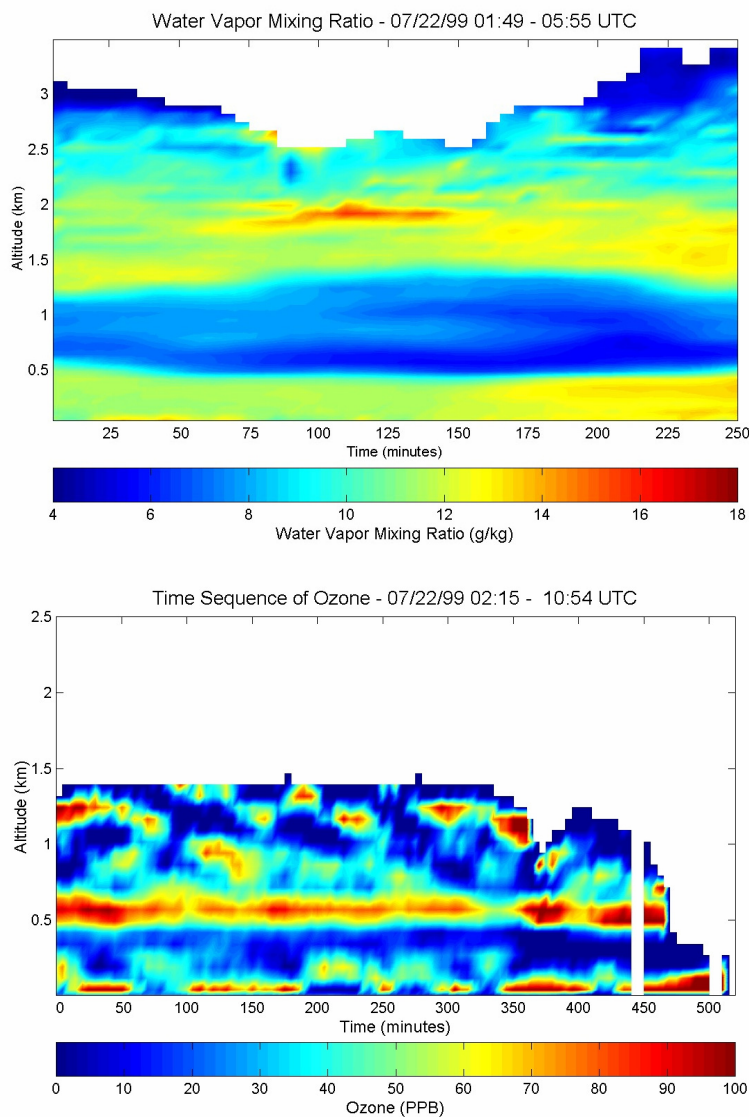 Water Vapor Mixing Ratio - 07/22/99 01:49 - 05:55 UTC
3
2.5
2
1.5
1
0.5
Altitude (km)
25 50 75 100 125 150 175 200 225 250
Time (minutes)
4 6 8 10 12 14 16 18
Water Vapor Mixing Ratio (g/kg)
Time Sequence of Ozone - 07/22/99 02:15 - 10:54 UTC
2.5
2
1.5
1
0.5
Altitude (km)
0 50 100 150 200 250 300 350 400 450 500
Time (minutes)
0 10 20 30 40 50 60 70 80 90 100
Ozone (PPB)